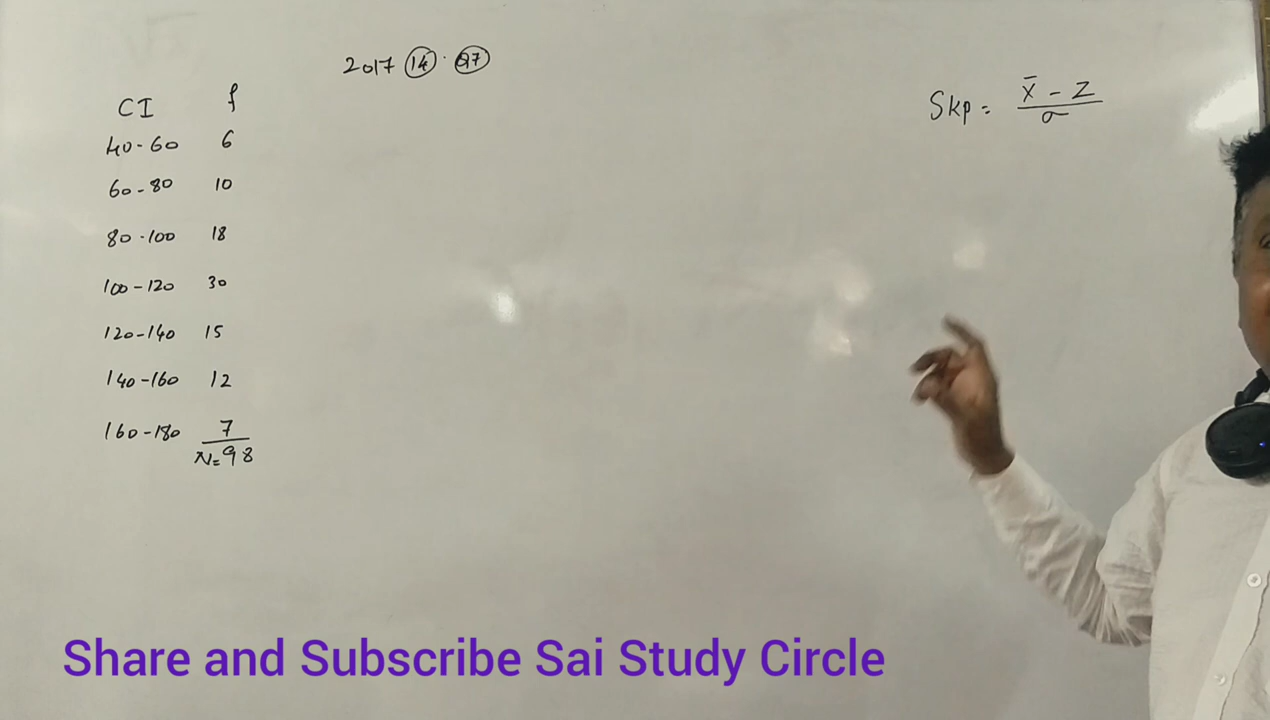 2017 14 . Q7
CI f
40-60 6
60-80 10
80-100 18
100-120 30
120-140 15
140-160 12
160-180 7
N=98
Skp = x̄ - Z / σ
Share and Subscribe Sai Study Circle